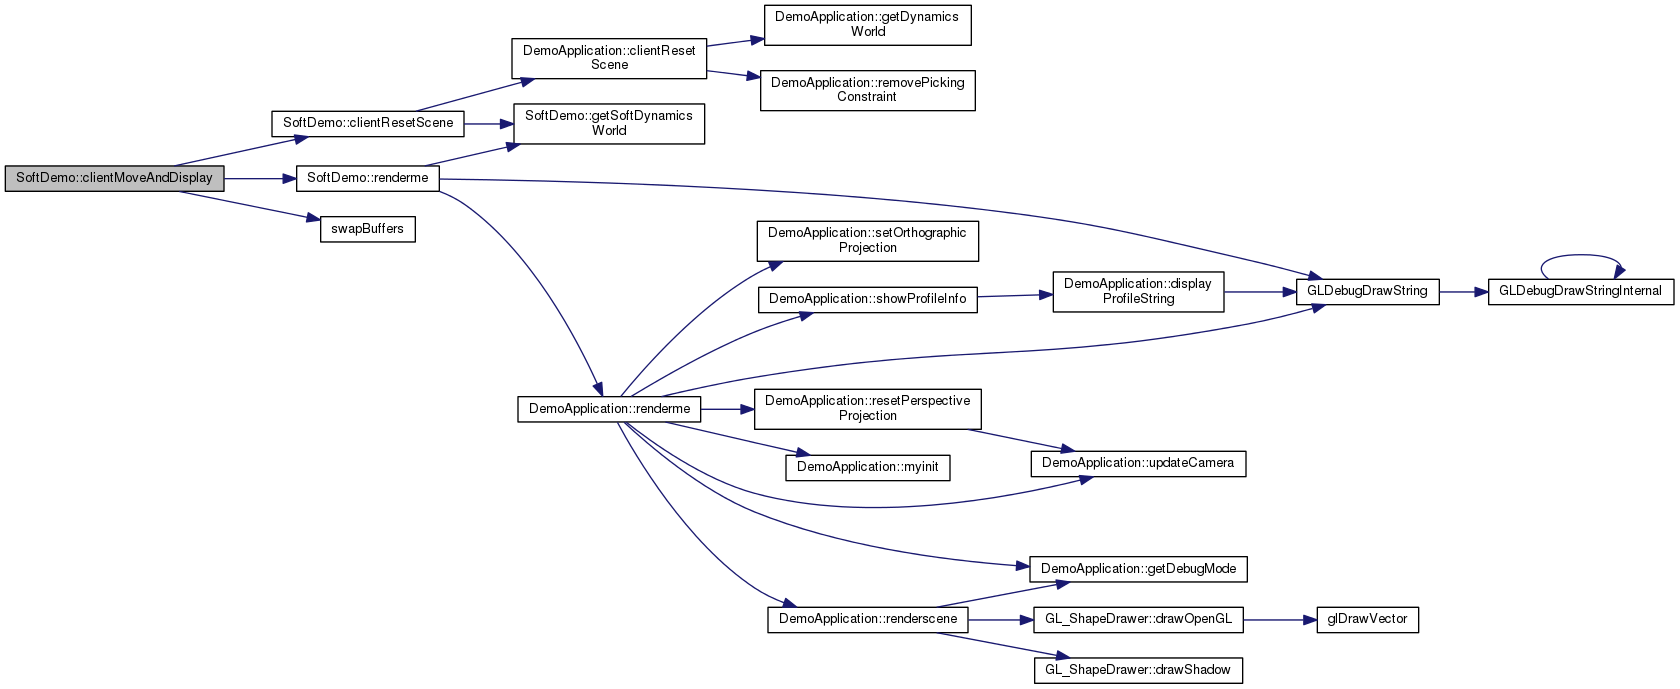 DemoApplication::getDynamics
World
DemoApplication::clientReset
Scene
DemoApplication::removePicking
Constraint
SoftDemo::clientResetScene
SoftDemo::getSoftDynamics
World
SoftDemo::clientMoveAndDisplay
SoftDemo::renderme
swapBuffers
DemoApplication::setOrthographic
Projection
DemoApplication::showProfileInfo
DemoApplication::display
ProfileString
GLDebugDrawString
GLDebugDrawStringInternal
DemoApplication::renderme
DemoApplication::resetPerspective
Projection
DemoApplication::myinit
DemoApplication::updateCamera
DemoApplication::getDebugMode
DemoApplication::renderscene
GL_ShapeDrawer::drawOpenGL
glDrawVector
GL_ShapeDrawer::drawShadow